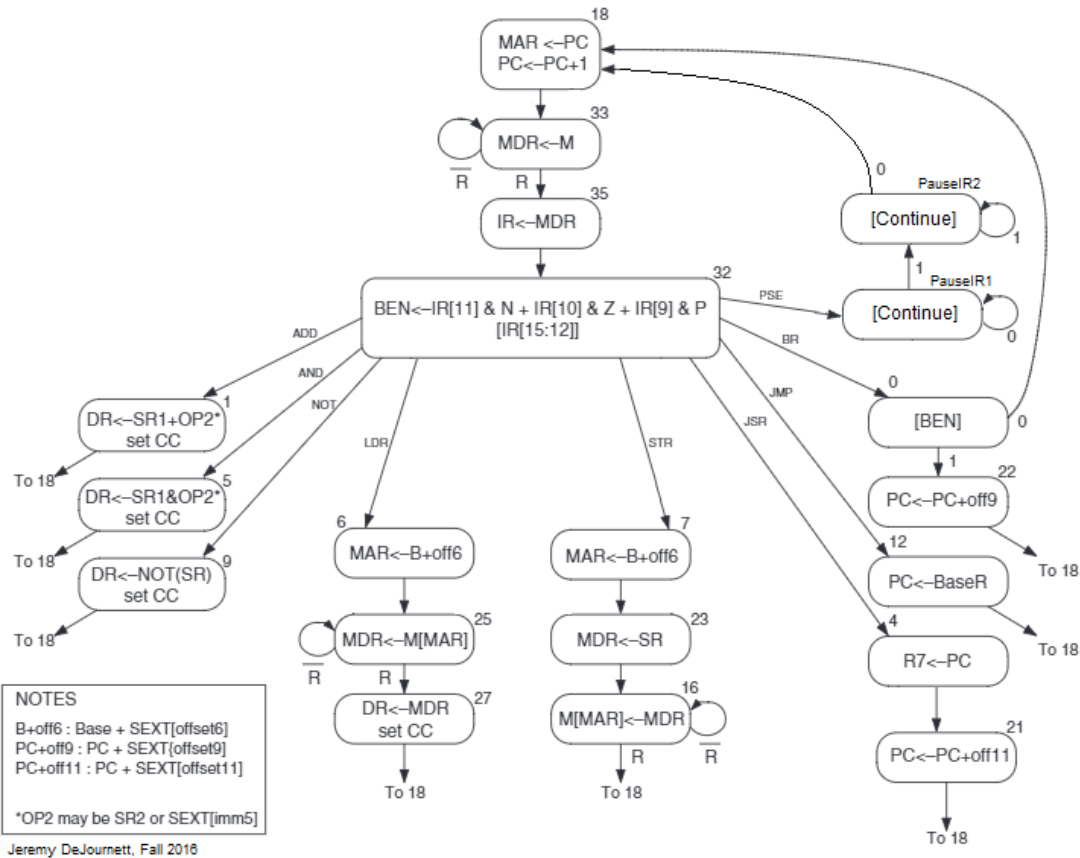 18
MAR <–PC
PC<–PC+1
33
MDR<–M
R
R
35
IR<–MDR
32
BEN<–IR[11] & N + IR[10] & Z + IR[9] & P
[IR[15:12]]
0
PauseIR2
[Continue]
1
1
PauseIR1
[Continue]
0
PSE
BR
JMP
JSR
ADD
AND
NOT
LDR
STR
1
DR<–SR1+OP2*
set CC
To 18
5
DR<–SR1&OP2*
set CC
To 18
9
DR<–NOT(SR)
set CC
To 18
6
MAR<–B+off6
25
MDR<–M[MAR]
R
R
27
DR<–MDR
set CC
To 18
7
MAR<–B+off6
23
MDR<–SR
16
M[MAR]<–MDR
R
R
To 18
0
[BEN]
0
1
22
PC<–PC+off9
To 18
12
PC<–BaseR
To 18
4
R7<–PC
21
PC<–PC+off11
To 18
NOTES
B+off6 : Base + SEXT[offset6]
PC+off9 : PC + SEXT{offset9]
PC+off11 : PC + SEXT[offset11]
*OP2 may be SR2 or SEXT[imm5]
Jeremy DeJournett, Fall 2016